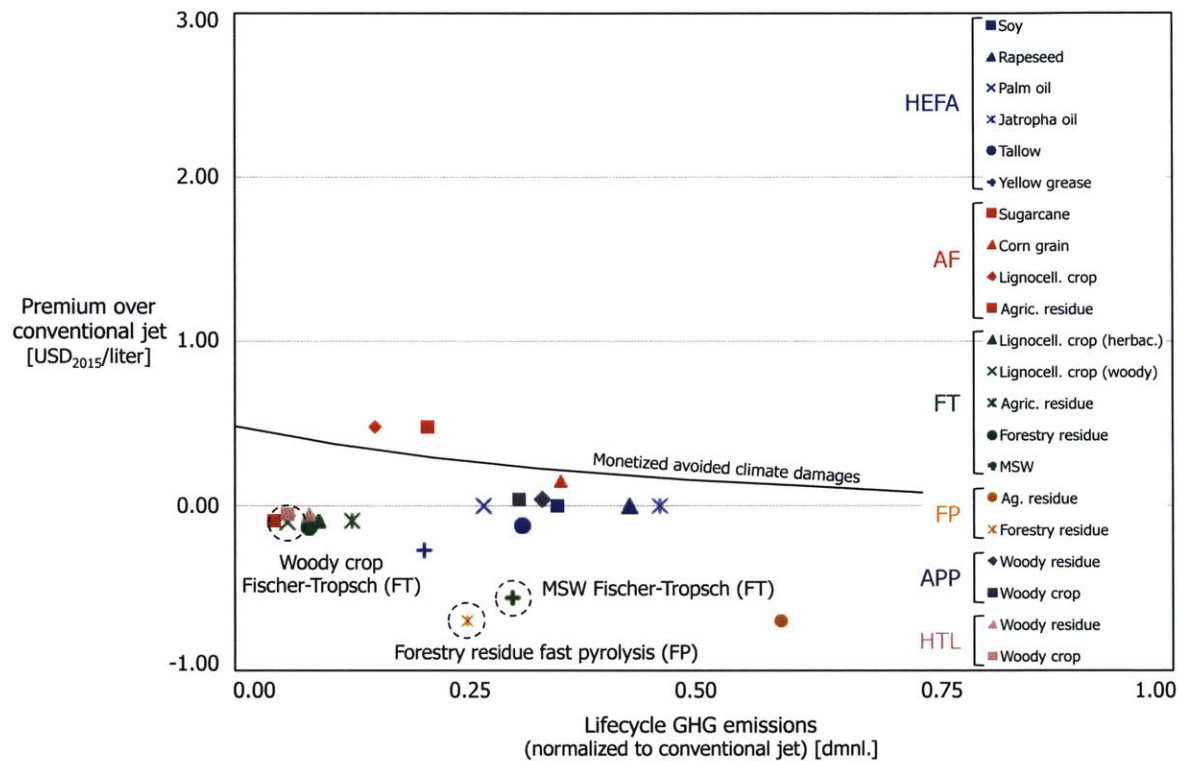 3.00
2.00
1.00
0.00
-1.00
Premium over
conventional jet
[USD2015/liter]
HEFA
Soy
Rapeseed
Palm oil
Jatropha oil
Tallow
Yellow grease
AF
Sugarcane
Corn grain
Lignocell. crop
Agric. residue
FT
Lignocell. crop (herbac.)
Lignocell. crop (woody)
Agric. residue
Forestry residue
MSW
FP
Ag. residue
Forestry residue
APP
Woody residue
Woody crop
HTL
Woody residue
Woody crop
Monetized avoided climate damages
Woody crop
Fischer-Tropsch (FT)
MSW Fischer-Tropsch (FT)
Forestry residue fast pyrolysis (FP)
0.00 0.25 0.50 0.75 1.00
Lifecycle GHG emissions
(normalized to conventional jet) [dmnl.]